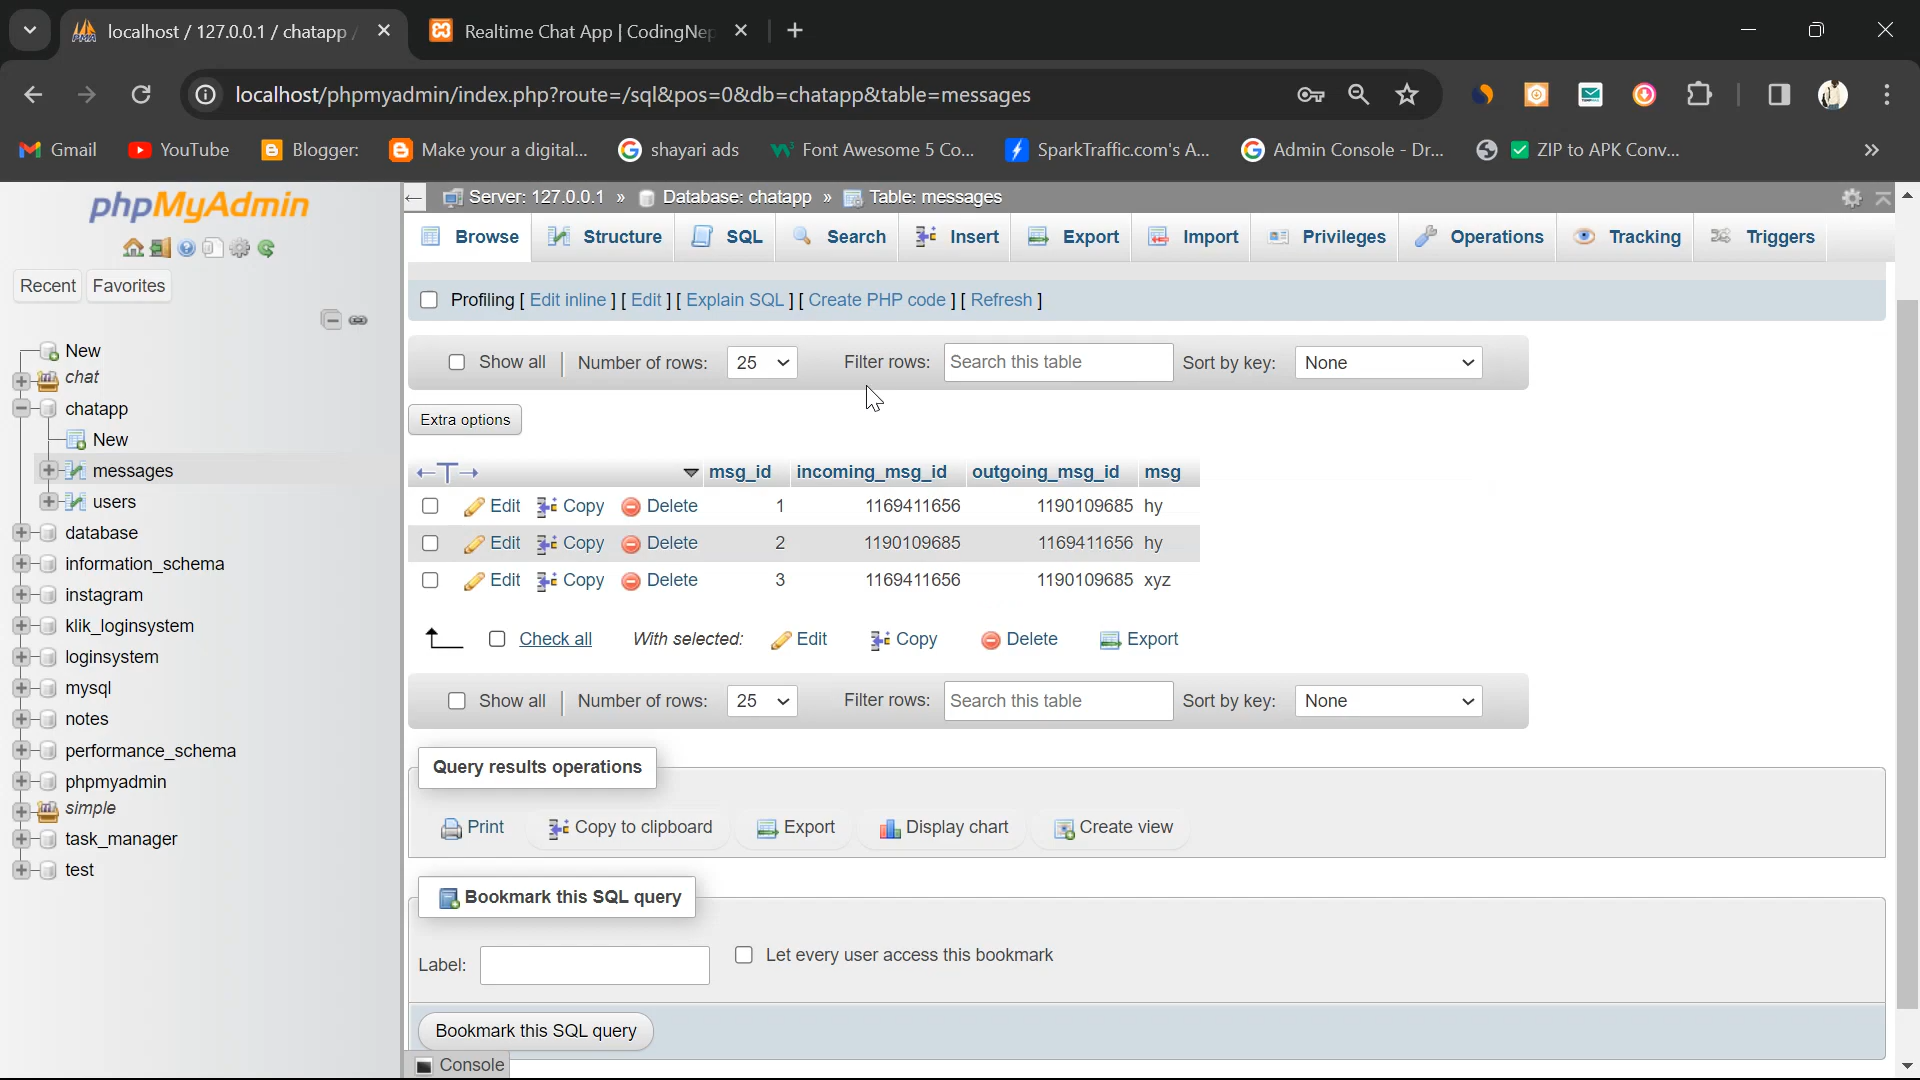 localhost / 127.0.0.1 / chatapp /
Realtime Chat App | CodingNep
localhost/phpmyadmin/index.php?route=/sql&pos=0&db=chatapp&table=messages
Gmail YouTube Blogger: Make your a digital... shayari ads Font Awesome 5 Co... SparkTraffic.com's A... Admin Console - Dr... ZIP to APK Conv... »
phpMyAdmin
Recent Favorites
New
chat
chatapp
New
messages
users
database
information_schema
instagram
klik_loginsystem
loginsystem
mysql
notes
performance_schema
phpmyadmin
simple
task_manager
test
Server: 127.0.0.1 » Database: chatapp » Table: messages
Browse Structure SQL Search Insert Export Import Privileges Operations Tracking Triggers
Profiling [ Edit inline ] [ Edit ] [ Explain SQL ] [ Create PHP code ] [ Refresh ]
Show all | Number of rows: 25 Filter rows: Search this table Sort by key: None
Extra options
←T→ msg_id incoming_msg_id outgoing_msg_id msg
Edit Copy Delete 1 1169411656 1190109685 hy
Edit Copy Delete 2 1190109685 1169411656 hy
Edit Copy Delete 3 1169411656 1190109685 xyz
Check all With selected: Edit Copy Delete Export
Show all | Number of rows: 25 Filter rows: Search this table Sort by key: None
Query results operations
Print Copy to clipboard Export Display chart Create view
Bookmark this SQL query
Label: Let every user access this bookmark
Bookmark this SQL query
Console